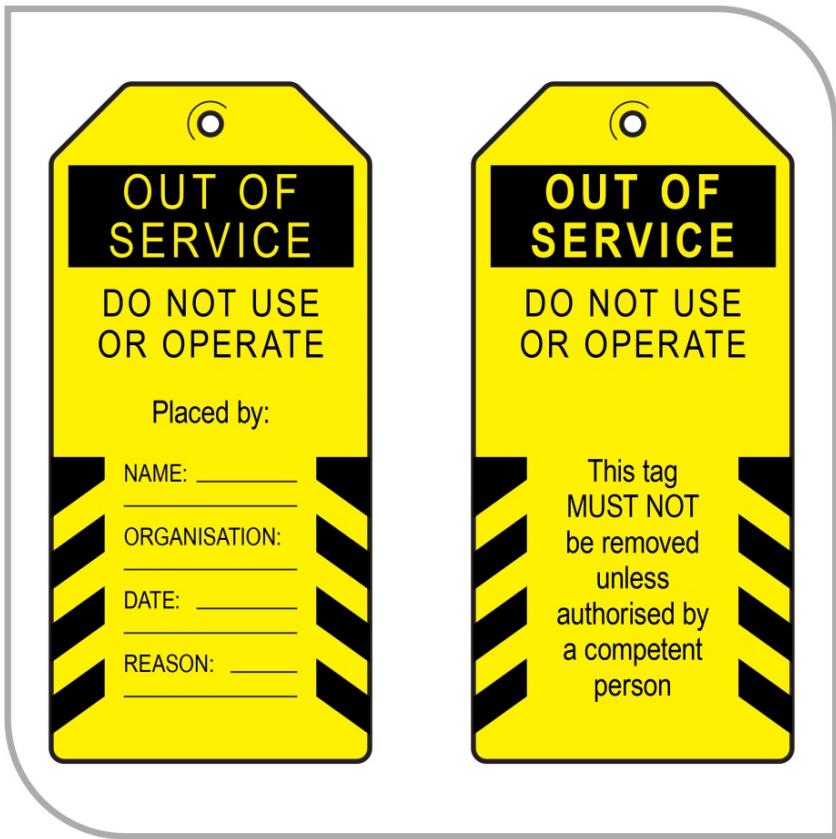 OUT OF
SERVICE
DO NOT USE
OR OPERATE
Placed by:
NAME:
ORGANISATION:
DATE:
REASON:
OUT OF
SERVICE
DO NOT USE
OR OPERATE
This tag
MUST NOT
be removed
unless
authorised by
a competent
person